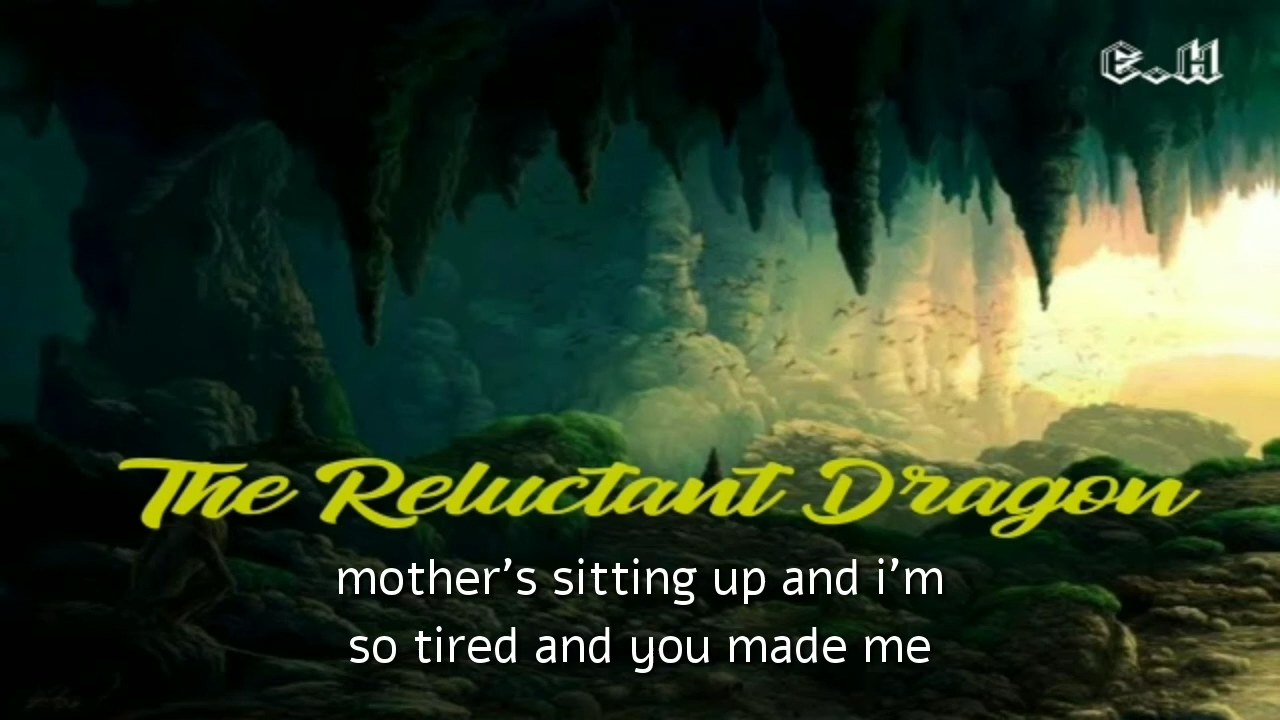 E.H
The Reluctant Dragon
mother's sitting up and i'm
so tired and you made me